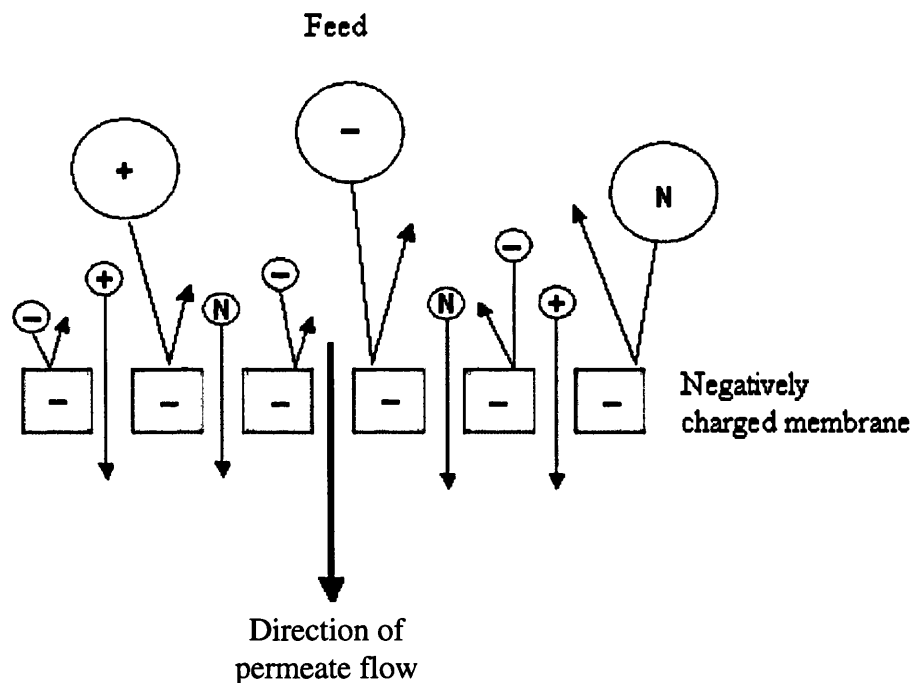 Feed
-
+
N
-
-
+
-
N
N
+
-
-
-
-
-
-
Negatively
charged membrane
Direction of
permeate flow